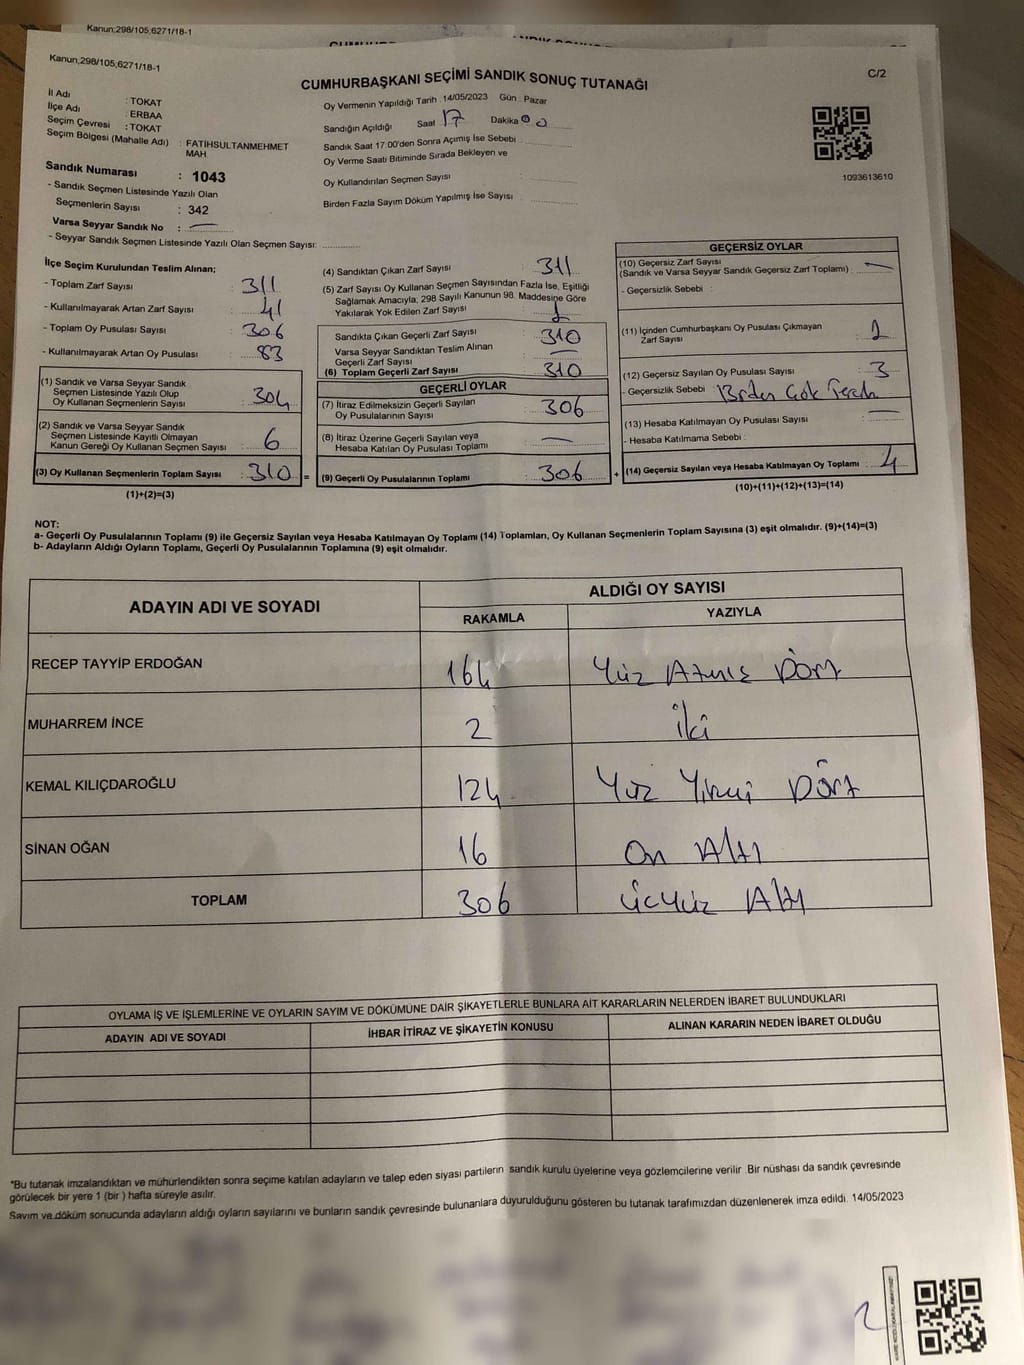 Kanun;298/105;6271/18-1
Kanun;298/105;6271/18-1
C/2
CUMHURBAŞKANI SEÇİMİ SANDIK SONUÇ TUTANAĞI
İl Adı : TOKAT
İlçe Adı : ERBAA
Seçim Çevresi : TOKAT
Seçim Bölgesi (Mahalle Adı) : FATİHSULTANMEHMET
MAH
Sandık Numarası : 1043
- Sandık Seçmen Listesinde Yazılı Olan
Seçmenlerin Sayısı : 342
Varsa Seyyar Sandık No : —
- Seyyar Sandık Seçmen Listesinde Yazılı Olan Seçmen Sayısı: ............
Oy Vermenin Yapıldığı Tarih : 14/05/2023 Gün : Pazar
Sandığın Açıldığı Saat 17 Dakika 00
Sandık Saat 17.00'den Sonra Açımış İse Sebebi :
Oy Verme Saati Bitiminde Sırada Bekleyen ve
Oy Kullandırılan Seçmen Sayısı :
Birden Fazla Sayım Döküm Yapılmış İse Sayısı :
1093613610
İlçe Seçim Kurulundan Teslim Alınan;
- Toplam Zarf Sayısı : 311
- Kullanılmayarak Artan Zarf Sayısı : 41
- Toplam Oy Pusulası Sayısı : 306
- Kullanılmayarak Artan Oy Pusulası : 83
(1) Sandık ve Varsa Seyyar Sandık
Seçmen Listesinde Yazılı Olup
Oy Kullanan Seçmenlerin Sayısı : 304
(2) Sandık ve Varsa Seyyar Sandık
Seçmen Listesinde Kayıtlı Olmayan
Kanun Gereği Oy Kullanan Seçmen Sayısı : 6
(3) Oy Kullanan Seçmenlerin Toplam Sayısı : 310 =
(1)+(2)=(3)
(4) Sandıktan Çıkan Zarf Sayısı : 311
(5) Zarf Sayısı Oy Kullanan Seçmen Sayısından Fazla İse, Eşitliği
Sağlamak Amacıyla; 298 Sayılı Kanunun 98. Maddesine Göre
Yakılarak Yok Edilen Zarf Sayısı : 1
Sandıkta Çıkan Geçerli Zarf Sayısı : 310
Varsa Seyyar Sandıktan Teslim Alınan
Geçerli Zarf Sayısı : —
(6) Toplam Geçerli Zarf Sayısı : 310
GEÇERLİ OYLAR
(7) İtiraz Edilmeksizin Geçerli Sayılan
Oy Pusulalarının Sayısı : 306
(8) İtiraz Üzerine Geçerli Sayılan veya
Hesaba Katılan Oy Pusulası Toplamı : —
(9) Geçerli Oy Pusulalarının Toplamı : 306 +
GEÇERSİZ OYLAR
(10) Geçersiz Zarf Sayısı
(Sandık ve Varsa Seyyar Sandık Geçersiz Zarf Toplamı) : —
- Geçersizlik Sebebi :
(11) İçinden Cumhurbaşkanı Oy Pusulası Çıkmayan
Zarf Sayısı : 1
(12) Geçersiz Sayılan Oy Pusulası Sayısı : 3
- Geçersizlik Sebebi : Birden Çok Tercih
(13) Hesaba Katılmayan Oy Pusulası Sayısı : —
- Hesaba Katılmama Sebebi :
(14) Geçersiz Sayılan veya Hesaba Katılmayan Oy Toplamı : 4
(10)+(11)+(12)+(13)=(14)
NOT:
a- Geçerli Oy Pusulalarının Toplamı (9) ile Geçersiz Sayılan veya Hesaba Katılmayan Oy Toplamı (14) Toplamları, Oy Kullanan Seçmenlerin Toplam Sayısına (3) eşit olmalıdır. (9)+(14)=(3)
b- Adayların Aldığı Oyların Toplamı, Geçerli Oy Pusulalarının Toplamına (9) eşit olmalıdır.
ADAYIN ADI VE SOYADI
ALDIĞI OY SAYISI
RAKAMLA YAZIYLA
RECEP TAYYİP ERDOĞAN 164 Yüz Atmış Dört
MUHARREM İNCE 2 İki
KEMAL KILIÇDAROĞLU 124 Yüz Yirmi Dört
SİNAN OĞAN 16 On Altı
TOPLAM 306 Üçyüz Altı
OYLAMA İŞ VE İŞLEMLERİNE VE OYLARIN SAYIM VE DÖKÜMÜNE DAİR ŞİKAYETLERLE BUNLARA AİT KARARLARIN NELERDEN İBARET BULUNDUKLARI
ADAYIN ADI VE SOYADI İHBAR İTİRAZ VE ŞİKAYETİN KONUSU ALINAN KARARIN NEDEN İBARET OLDUĞU
*Bu tutanak imzalandıktan ve mühürlendikten sonra seçime katılan adayların ve talep eden siyasi partilerin sandık kurulu üyelerine veya gözlemcilerine verilir .Bir nüshası da sandık çevresinde
görülecek bir yere 1 (bir ) hafta süreyle asılır.
Sayım ve döküm sonucunda adayların aldığı oyların sayılarını ve bunların sandık çevresinde bulunanlara duyurulduğunu gösteren bu tutanak tarafımızdan düzenlenerek imza edildi. 14/05/2023